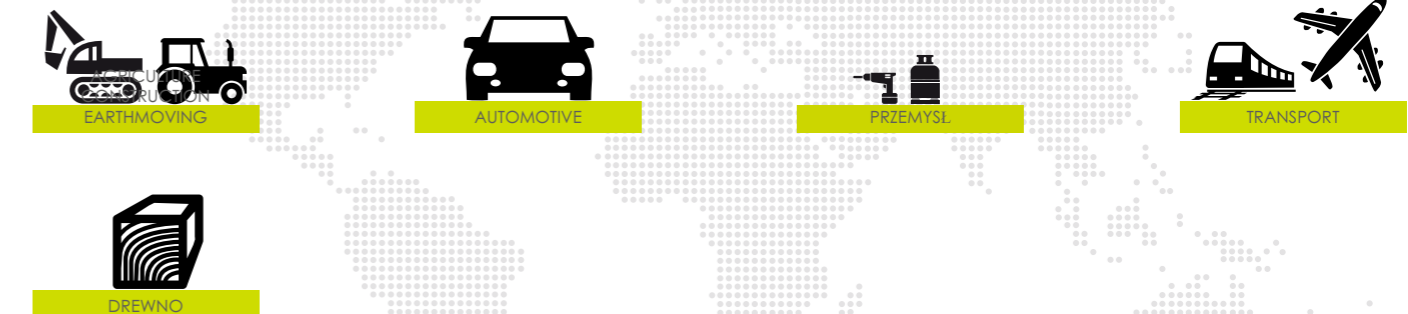 AGRICULTURE
CONSTRUCTION
EARTHMOVING
AUTOMOTIVE
PRZEMYSŁ
TRANSPORT
DREWNO